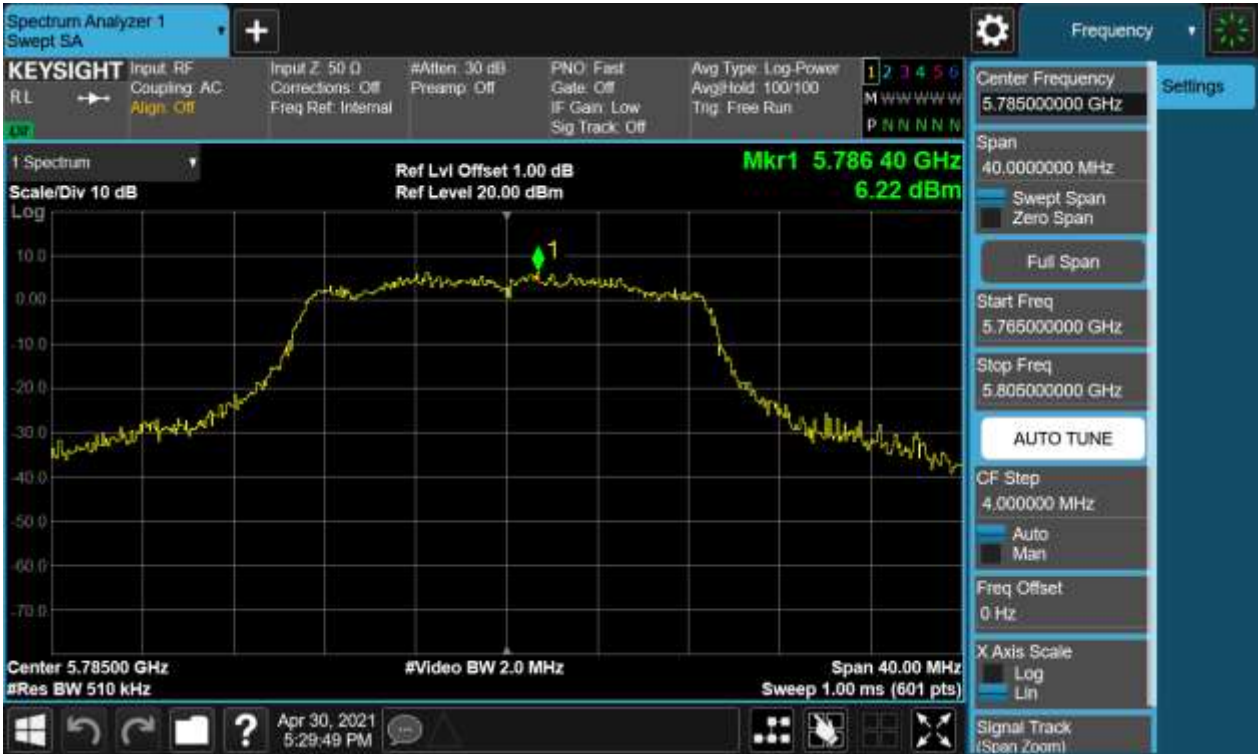 Spectrum Analyzer 1
Swept SA
+
Frequency
KEYSIGHT
RL
Input: RF
Coupling: AC
Align: Off
Input Z: 50 Ω
Corrections: Off
Freq Ref: Internal
#Atten: 30 dB
Preamp: Off
PNO: Fast
Gate: Off
IF Gain: Low
Sig Track: Off
Avg Type: Log-Power
Avg|Hold: 100/100
Trig: Free Run
1 2 3 4 5 6
M W W W W W
P N N N N N
Center Frequency
5.785000000 GHz
Settings
Span
40.0000000 MHz
Swept Span
Zero Span
Full Span
Start Freq
5.765000000 GHz
Stop Freq
5.805000000 GHz
AUTO TUNE
CF Step
4.000000 MHz
Auto
Man
Freq Offset
0 Hz
X Axis Scale
Log
Lin
Signal Track
(Span Zoom)
1 Spectrum
Scale/Div 10 dB
Ref Lvl Offset 1.00 dB
Ref Level 20.00 dBm
Mkr1 5.786 40 GHz
6.22 dBm
Log
1
10.0
0.00
-10.0
-20.0
-30.0
-40.0
-50.0
-60.0
-70.0
Center 5.78500 GHz
#Res BW 510 kHz
#Video BW 2.0 MHz
Span 40.00 MHz
Sweep 1.00 ms (601 pts)
?
Apr 30, 2021
5:29:49 PM